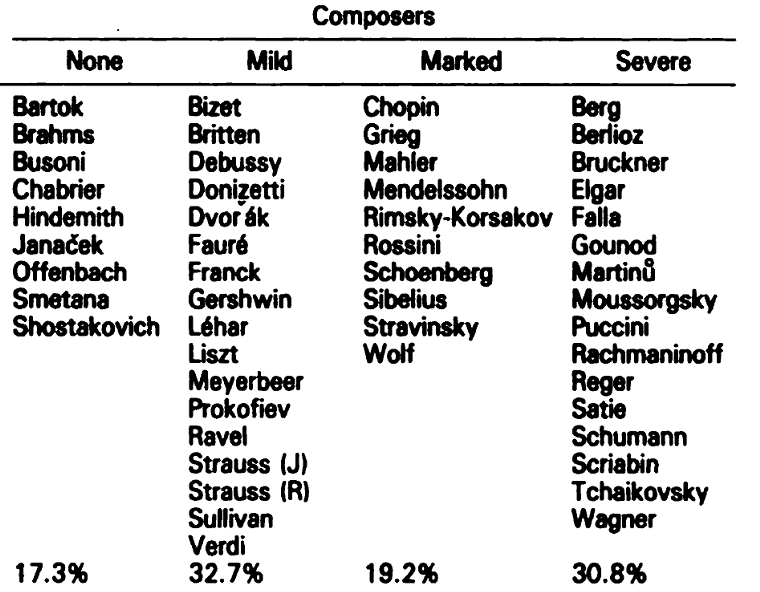 Composers
None Mild Marked Severe
Bartok Bizet Chopin Berg
Brahms Britten Grieg Berlioz
Busoni Debussy Mahler Bruckner
Chabrier Donizetti Mendelssohn Elgar
Hindemith Dvořák Rimsky-Korsakov Falla
Janaček Fauré Rossini Gounod
Offenbach Franck Schoenberg Martinů
Smetana Gershwin Sibelius Moussorgsky
Shostakovich Léhar Stravinsky Puccini
Liszt Wolf Rachmaninoff
Meyerbeer Reger
Prokofiev Satie
Ravel Schumann
Strauss (J) Scriabin
Strauss (R) Tchaikovsky
Sullivan Wagner
Verdi
17.3% 32.7% 19.2% 30.8%